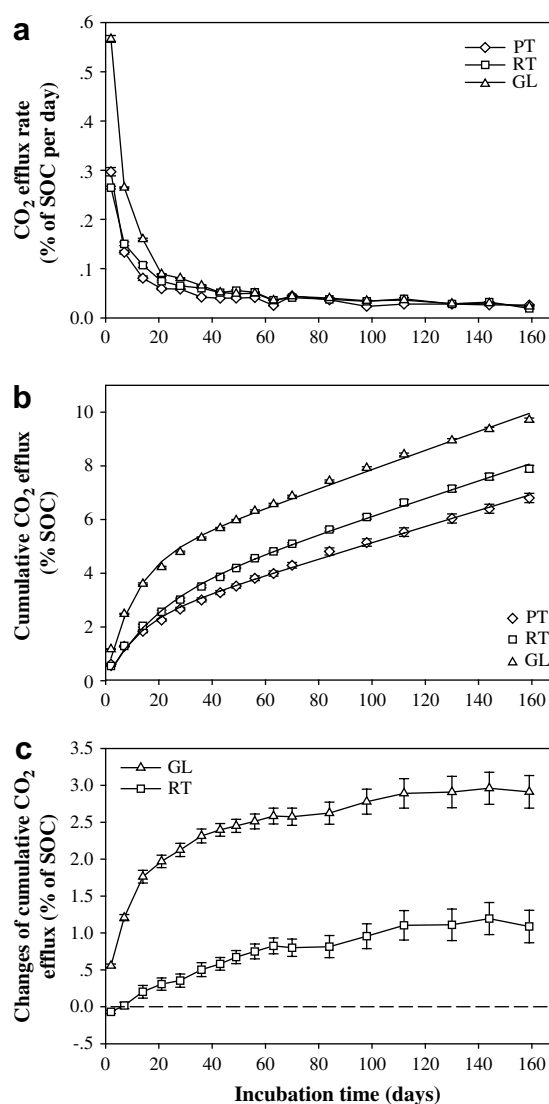 a
.6
.5
.4
.3
.2
.1
0.0
CO2 efflux rate
(% of SOC per day)
PT
RT
GL
0 20 40 60 80 100 120 140 160
b
10
8
6
4
2
0
Cumulative CO2 efflux
(% SOC)
PT
RT
GL
0 20 40 60 80 100 120 140 160
c
3.5
3.0
2.5
2.0
1.5
1.0
.5
0.0
-.5
Changes of cumulative CO2
efflux (% of SOC)
GL
RT
0 20 40 60 80 100 120 140 160
Incubation time (days)